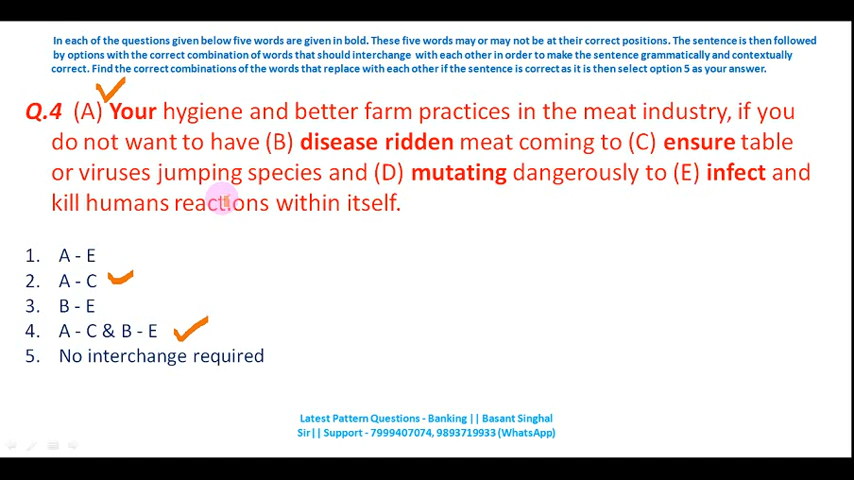 In each of the questions given below five words are given in bold. These five words may or may not be at their correct positions. The sentence is then followed
by options with the correct combination of words that should interchange with each other in order to make the sentence grammatically and contextually
correct. Find the correct combinations of the words that replace with each other if the sentence is correct as it is then select option 5 as your answer.
Q.4 (A) Your hygiene and better farm practices in the meat industry, if you
do not want to have (B) disease ridden meat coming to (C) ensure table
or viruses jumping species and (D) mutating dangerously to (E) infect and
kill humans reactions within itself.
1. A - E
2. A - C
3. B - E
4. A - C & B - E
5. No interchange required
Latest Pattern Questions - Banking || Basant Singhal
Sir|| Support - 7999407074, 9893719933 (WhatsApp)